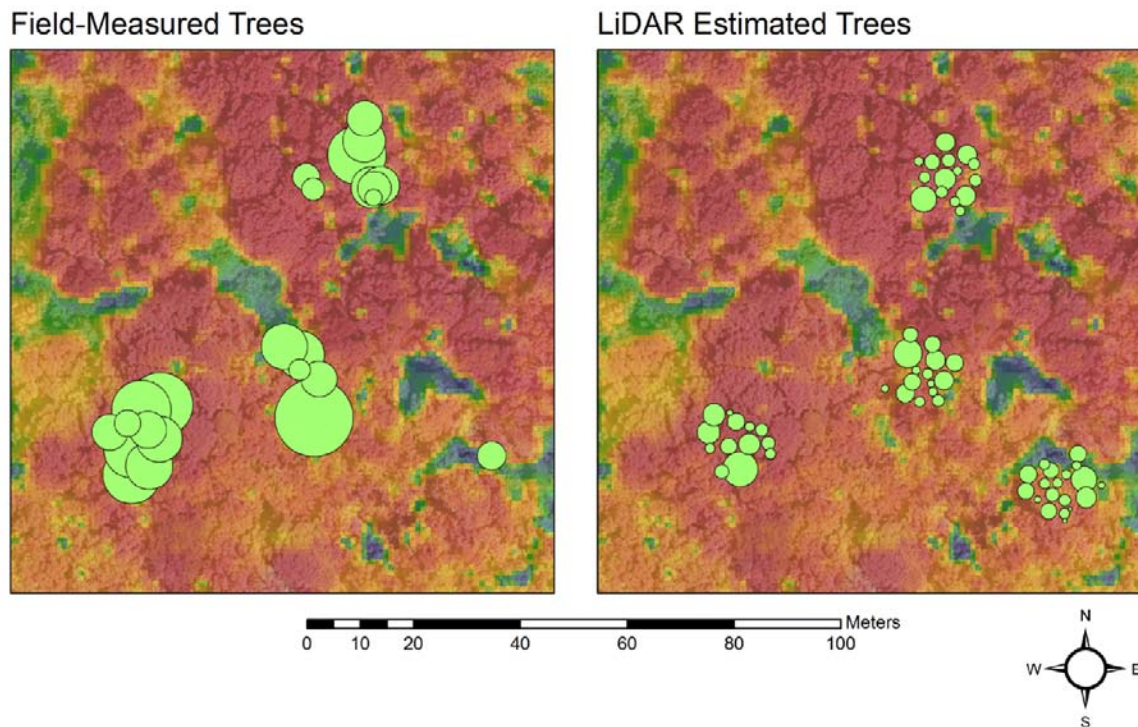 Field-Measured Trees
LiDAR Estimated Trees
Meters
0 10 20 40 60 80 100
N
W E
S